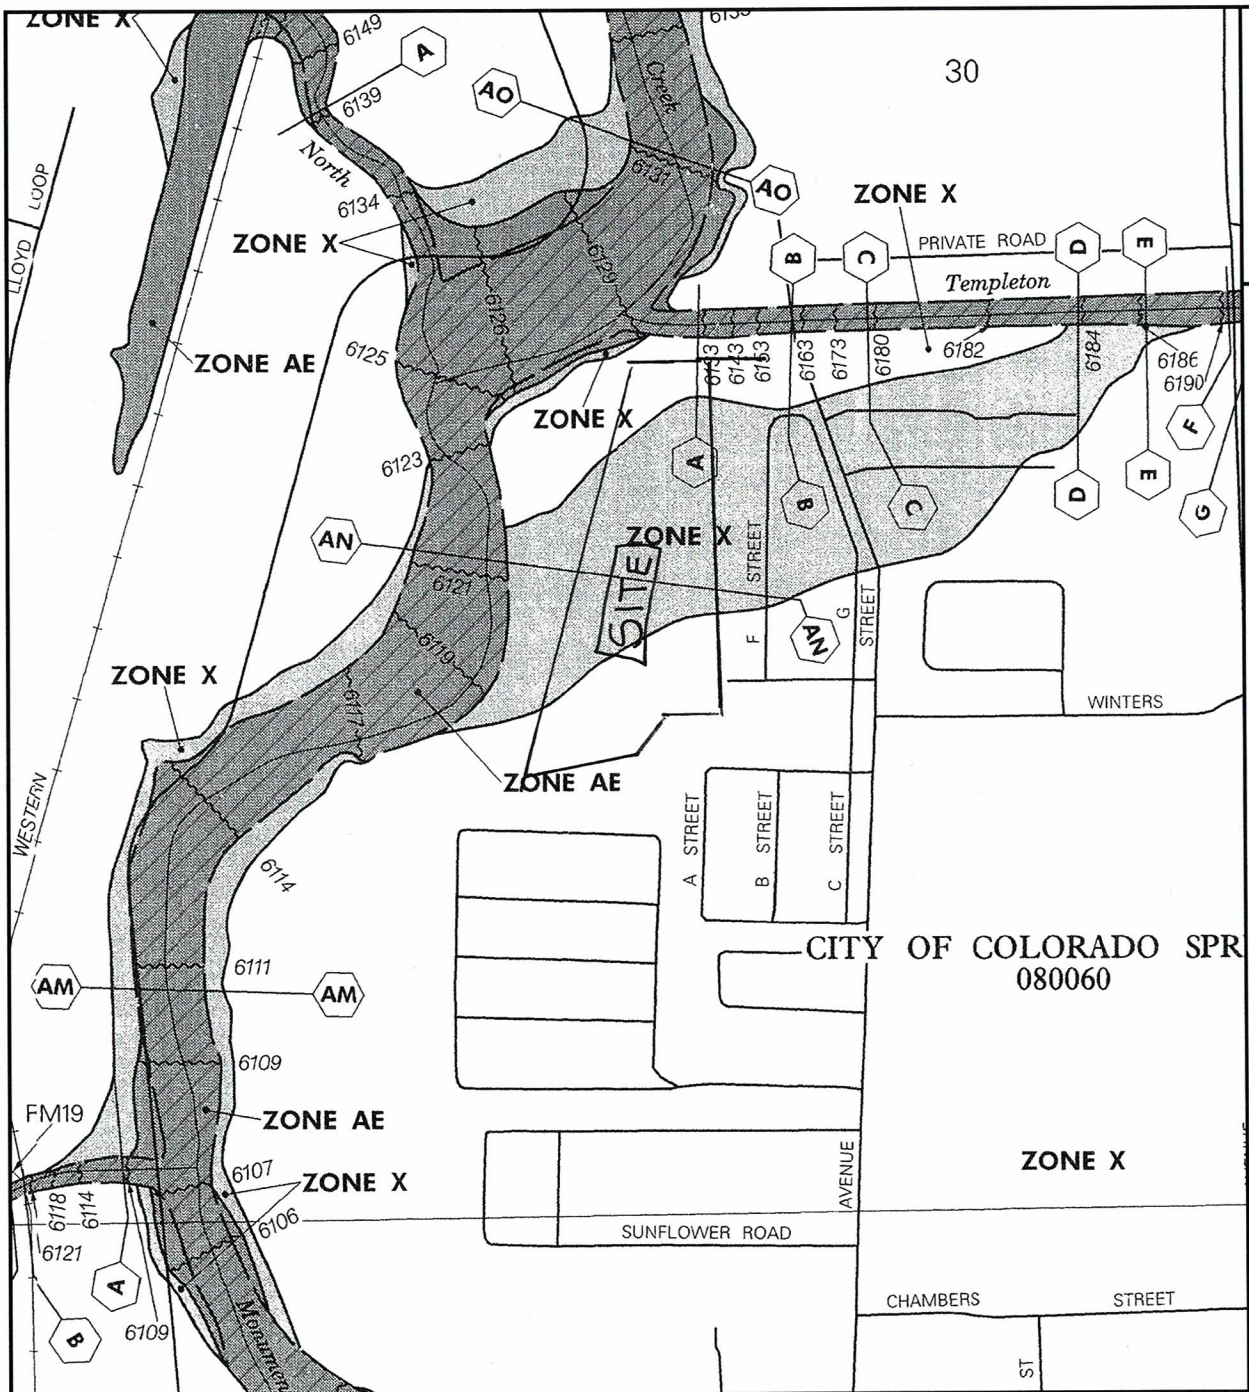 ZONE X
6149
A
AO
6139
North
Creek
30
LLOYD LOOP
6134
ZONE X
6131
AO
ZONE X
B
C
PRIVATE ROAD
D
E
Templeton
6129
6126
6125
ZONE AE
ZONE X
6133
6143
6153
6163
6173
6180
6182
6184
6186
6190
F
6123
A
B
C
D
E
G
AN
ZONE X
6121
SITE
F STREET
G STREET
AN
6119
ZONE X
6117
WINTERS
ZONE AE
WESTERN
A STREET
B STREET
C STREET
6114
CITY OF COLORADO SPR
080060
AM
6111
AM
6109
FM19
ZONE AE
6107
ZONE X
6118
6114
6106
6121
A
B
6109
Monumen
AVENUE
ZONE X
SUNFLOWER ROAD
CHAMBERS STREET
ST